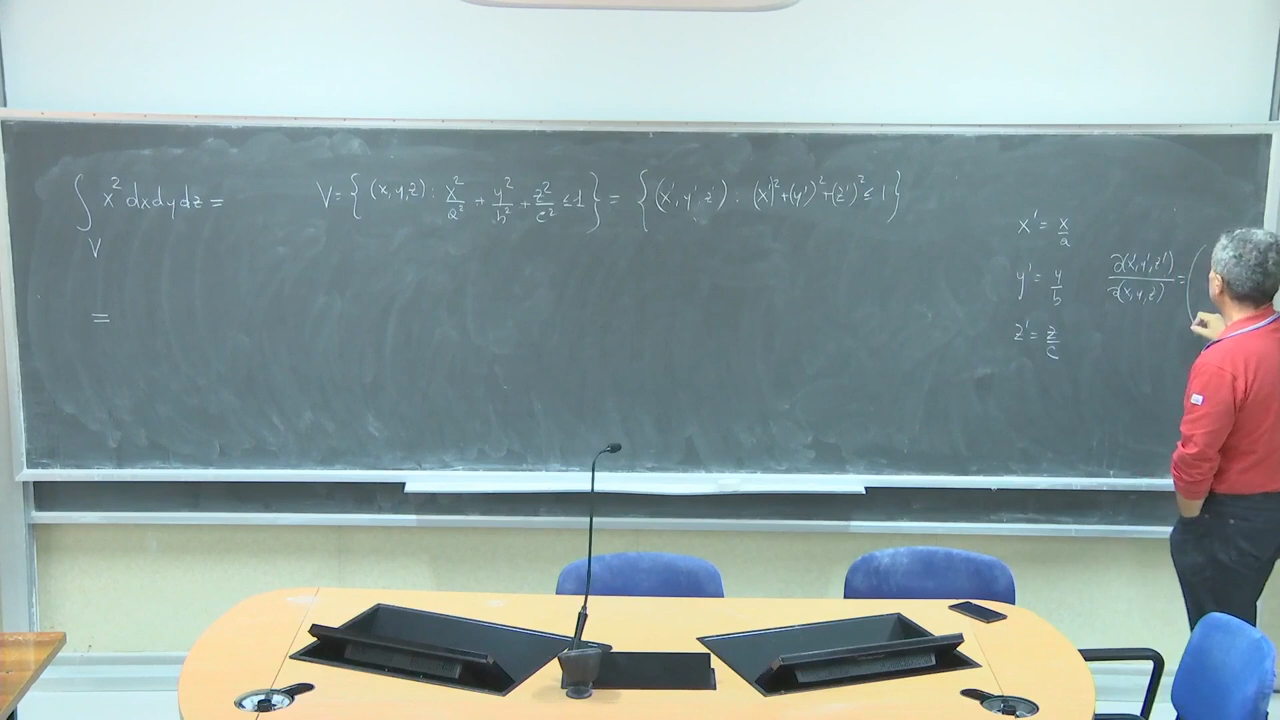 ∫_V x² dxdydz =
V = { (x,y,z) : x²/a² + y²/b² + z²/c² ≤ 1 } = { (x', y', z') : (x')² + (y')² + (z')² ≤ 1 }
=
x' = x/a
y' = y/b
z' = z/c
∂(x',y',z')/∂(x,y,z) = (